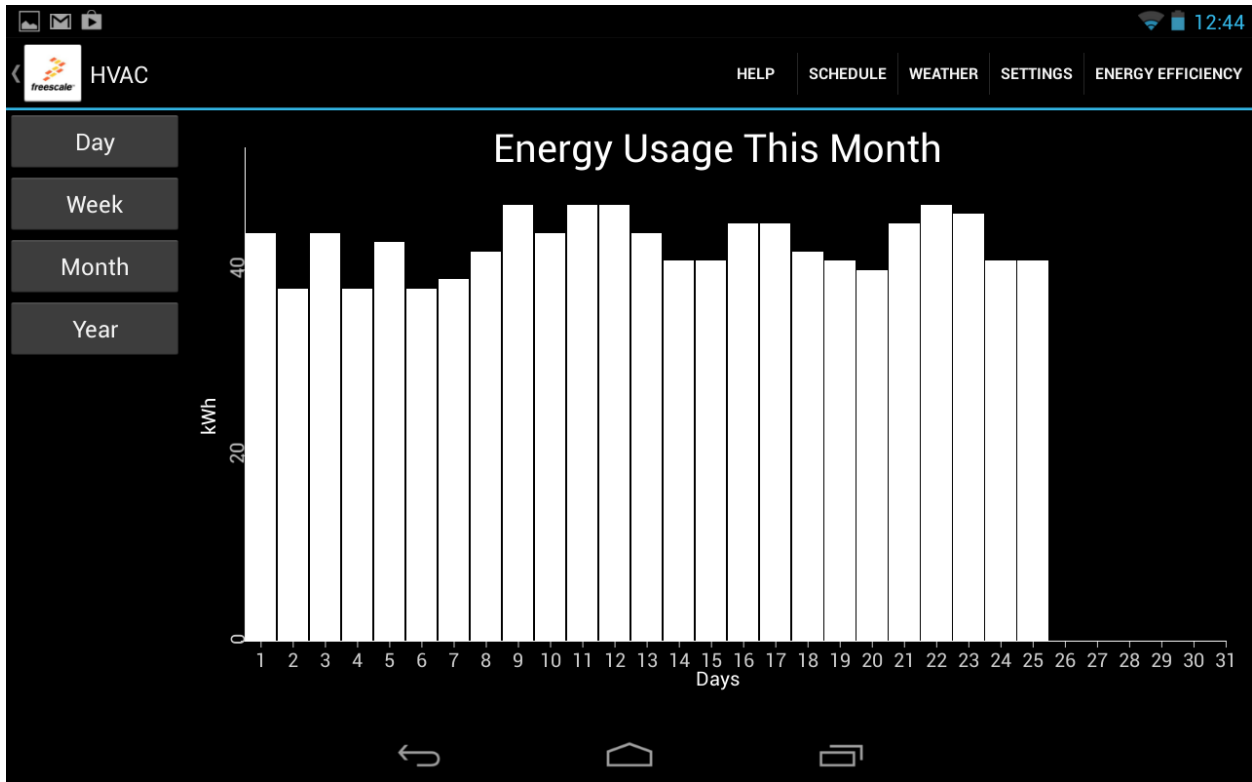 12:44
freescale
HVAC
HELP
SCHEDULE
WEATHER
SETTINGS
ENERGY EFFICIENCY
Day
Week
Month
Year
Energy Usage This Month
40
20
0
kWh
1 2 3 4 5 6 7 8 9 10 11 12 13 14 15 16 17 18 19 20 21 22 23 24 25 26 27 28 29 30 31
Days